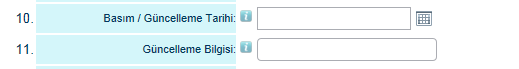 10. Basım / Güncelleme Tarihi:
11. Güncelleme Bilgisi: